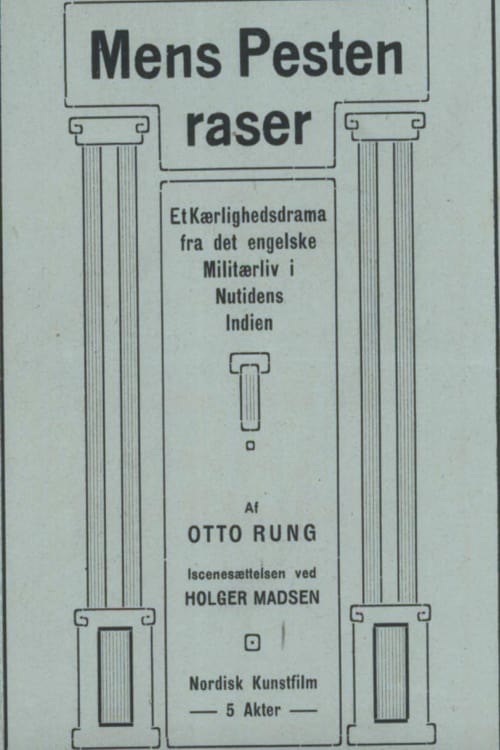 Mens Pesten
raser
Et Kærlighedsdrama
fra det engelske
Militærliv i
Nutidens
Indien
Af
OTTO RUNG
Iscenesættelsen ved
HOLGER MADSEN
Nordisk Kunstfilm
— 5 Akter —